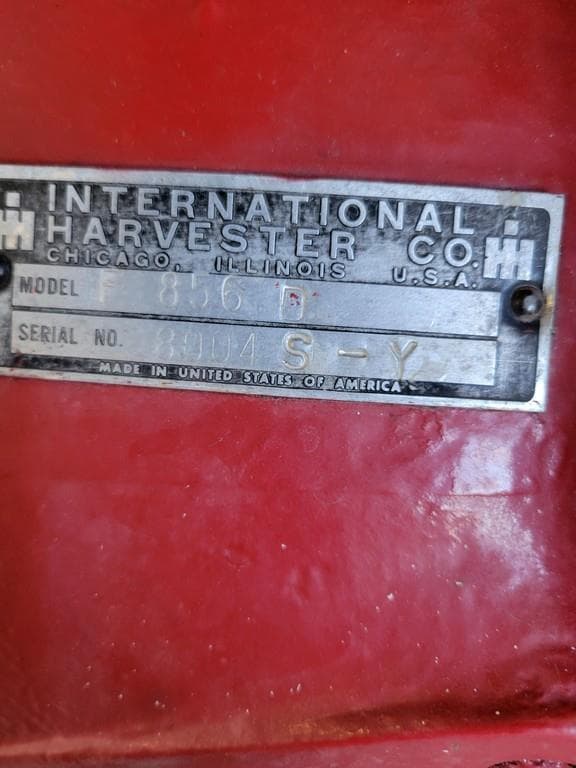 INTERNATIONAL
HARVESTER CO.
CHICAGO, ILLINOIS U.S.A.
MODEL F 856 D
SERIAL NO. 8904 S-Y
MADE IN UNITED STATES OF AMERICA